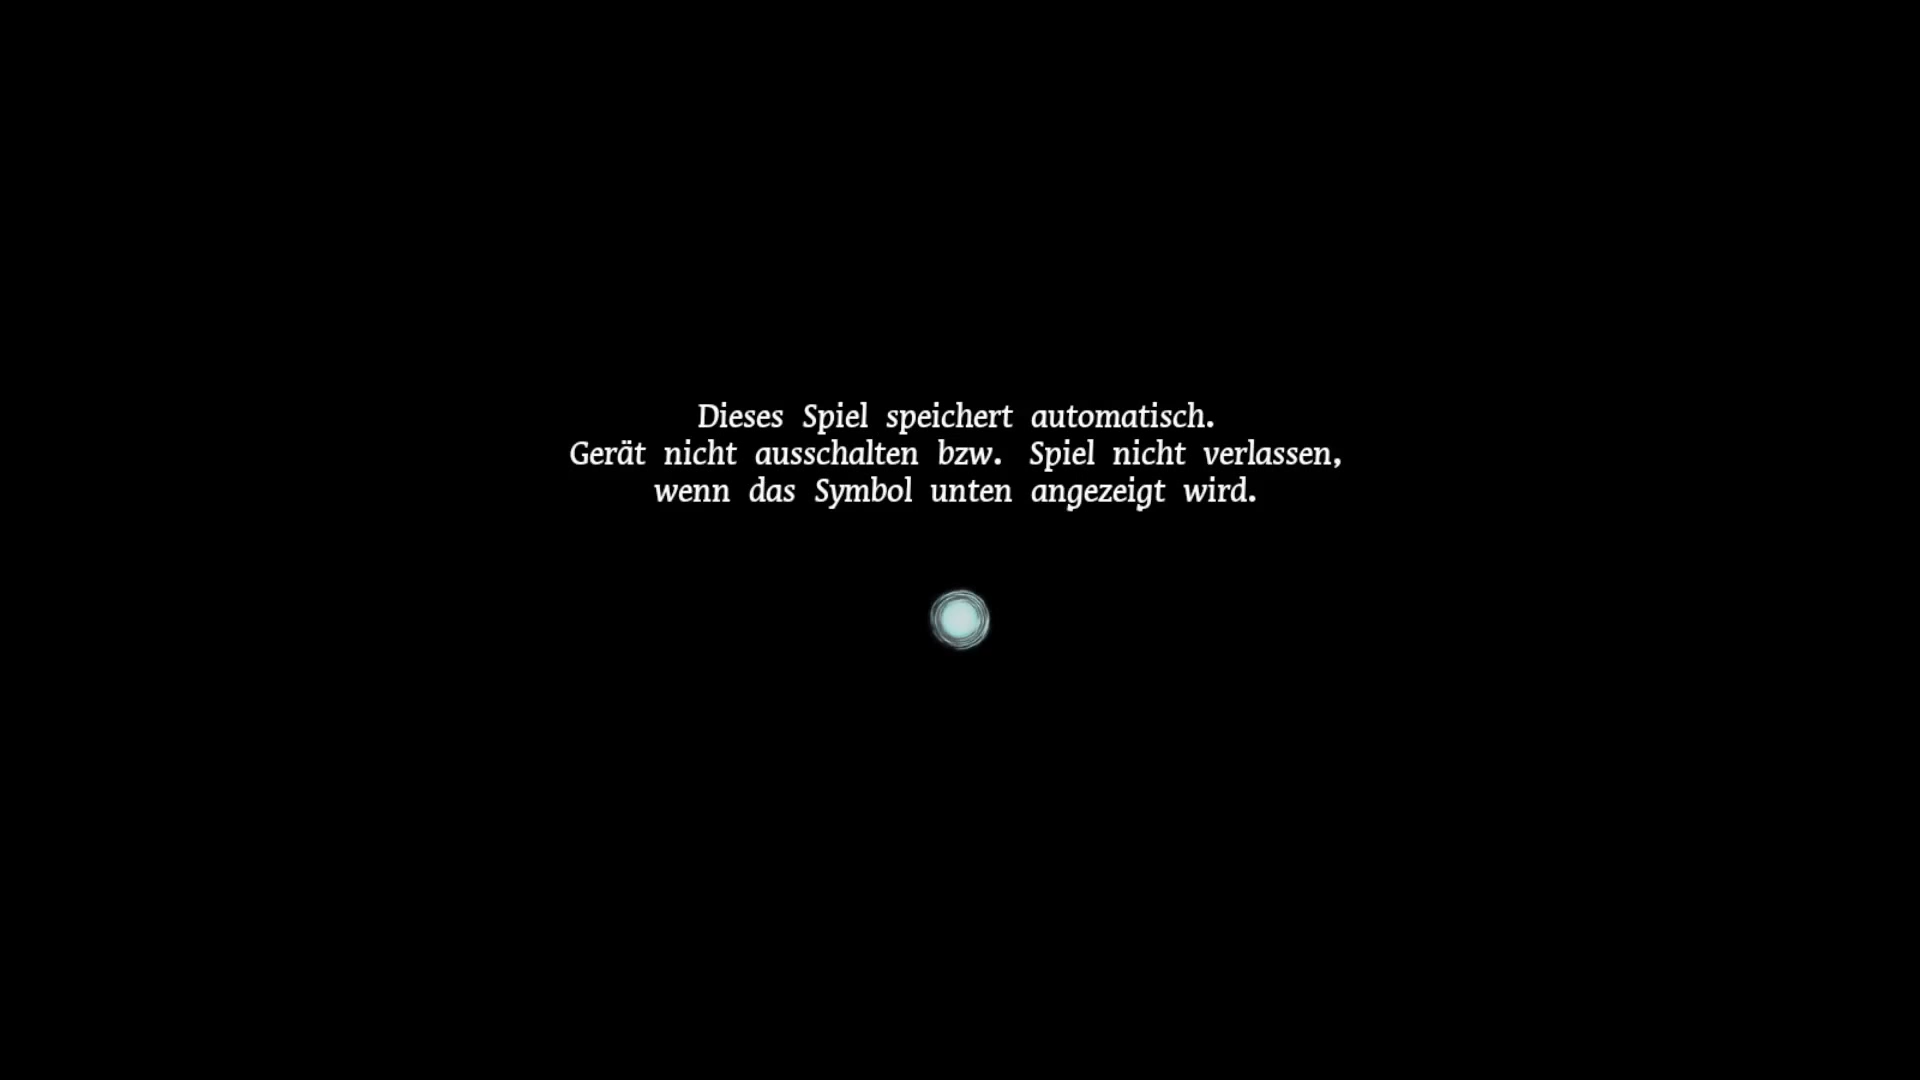 Dieses Spiel speichert automatisch.
Gerät nicht ausschalten bzw. Spiel nicht verlassen,
wenn das Symbol unten angezeigt wird.